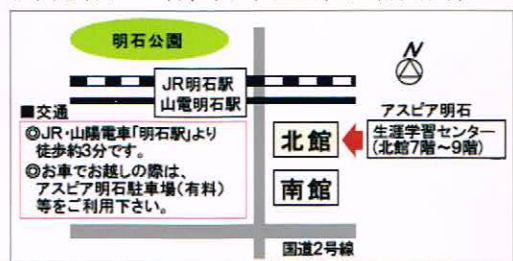 明石公園
N
JR明石駅
山電明石駅
■交通
◎JR・山陽電車「明石駅」より
徒歩約3分です。
◎お車でお越しの際は、
アスピア明石駐車場(有料)
等をご利用下さい。
アスピア明石
北館
生涯学習センター
(北館7階～9階)
南館
国道2号線